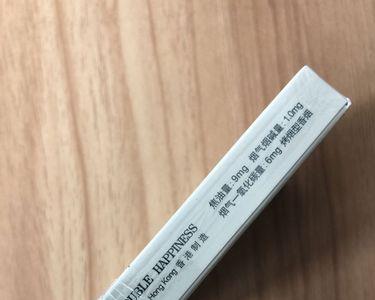 UBLE HAPPINESS
Hong Kong 香港制造
焦油量:9mg 烟气烟碱量:1.0mg
烟气一氧化碳量:6mg 烤烟型香烟